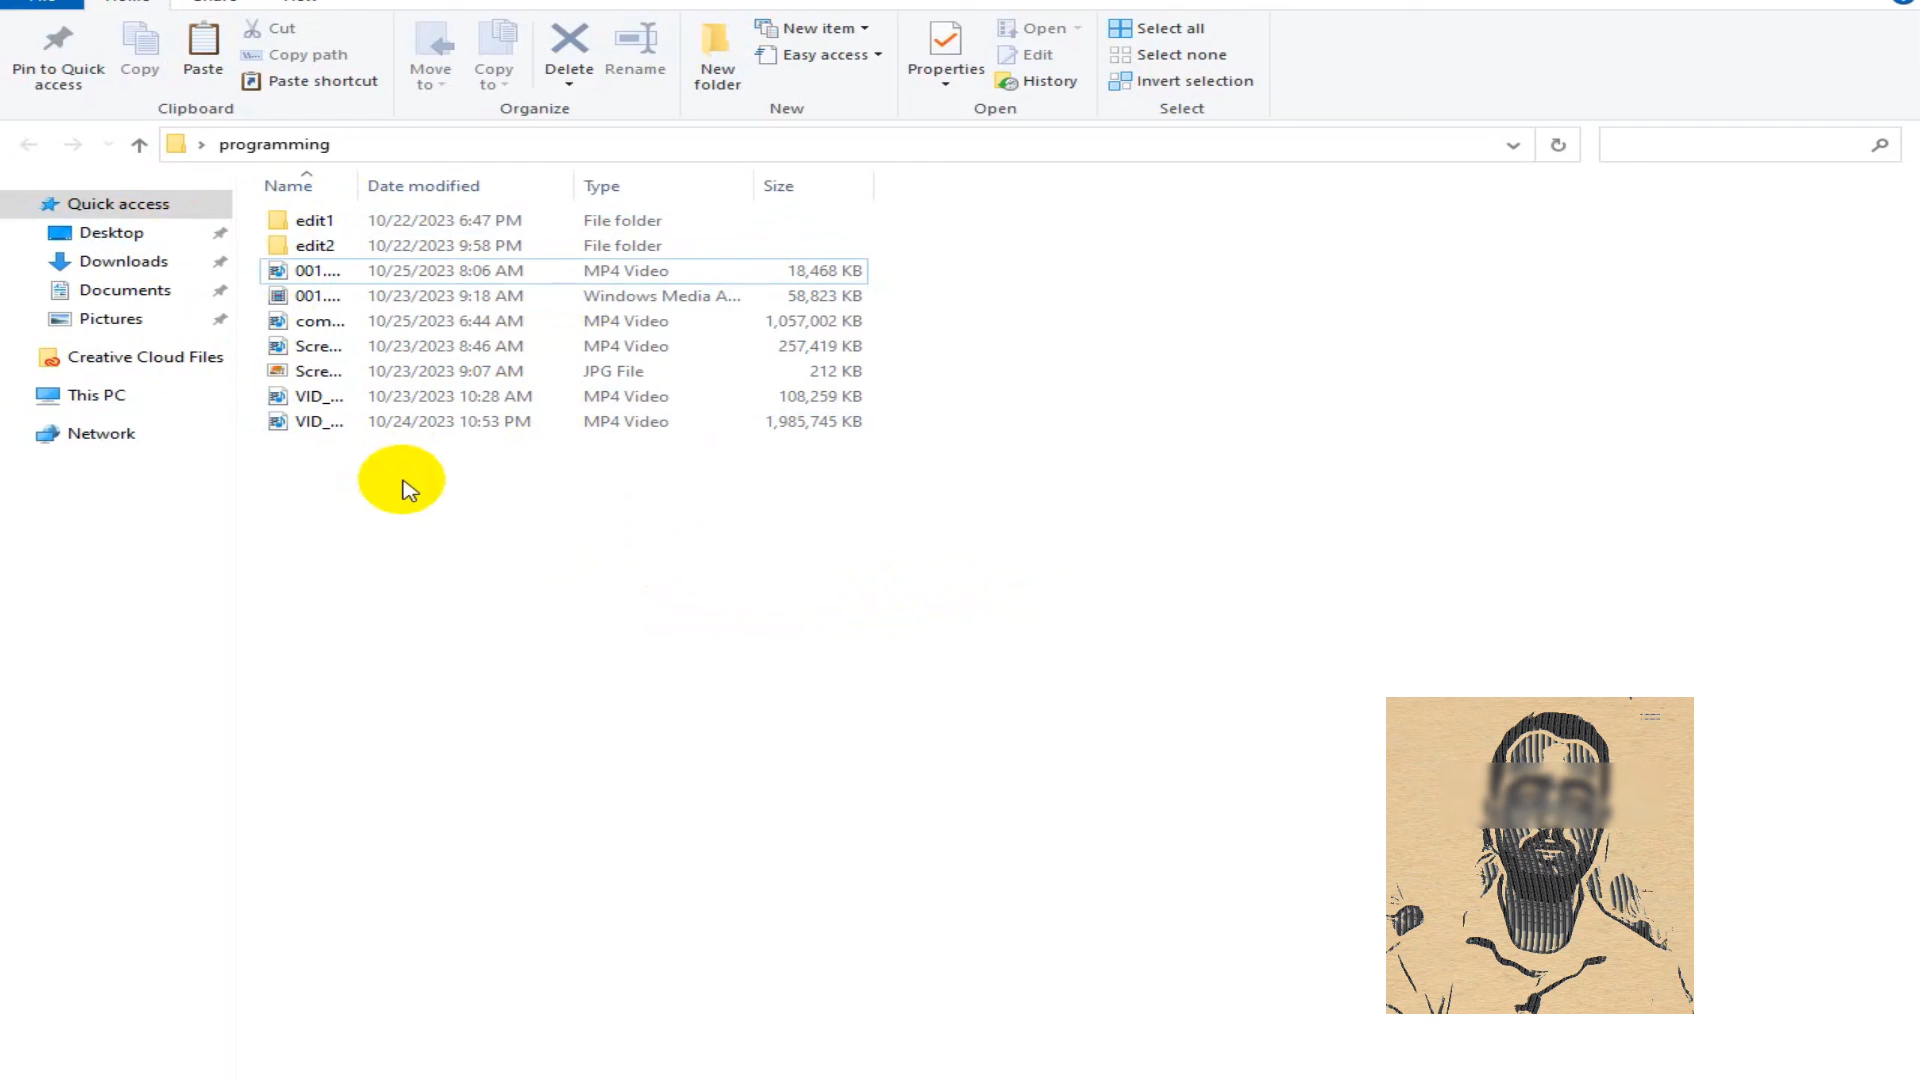 Cut
Copy path
Paste shortcut
Pin to Quick access
Copy
Paste
Clipboard
Move to
Copy to
Delete
Rename
Organize
New folder
New item
Easy access
New
Properties
Open
Edit
History
Open
Select all
Select none
Invert selection
Select
programming
Name Date modified Type Size
Quick access
Desktop
Downloads
Documents
Pictures
Creative Cloud Files
This PC
Network
edit1 10/22/2023 6:47 PM File folder
edit2 10/22/2023 9:58 PM File folder
001.... 10/25/2023 8:06 AM MP4 Video 18,468 KB
001.... 10/23/2023 9:18 AM Windows Media A... 58,823 KB
com... 10/25/2023 6:44 AM MP4 Video 1,057,002 KB
Scre... 10/23/2023 8:46 AM MP4 Video 257,419 KB
Scre... 10/23/2023 9:07 AM JPG File 212 KB
VID_... 10/23/2023 10:28 AM MP4 Video 108,259 KB
VID_... 10/24/2023 10:53 PM MP4 Video 1,985,745 KB